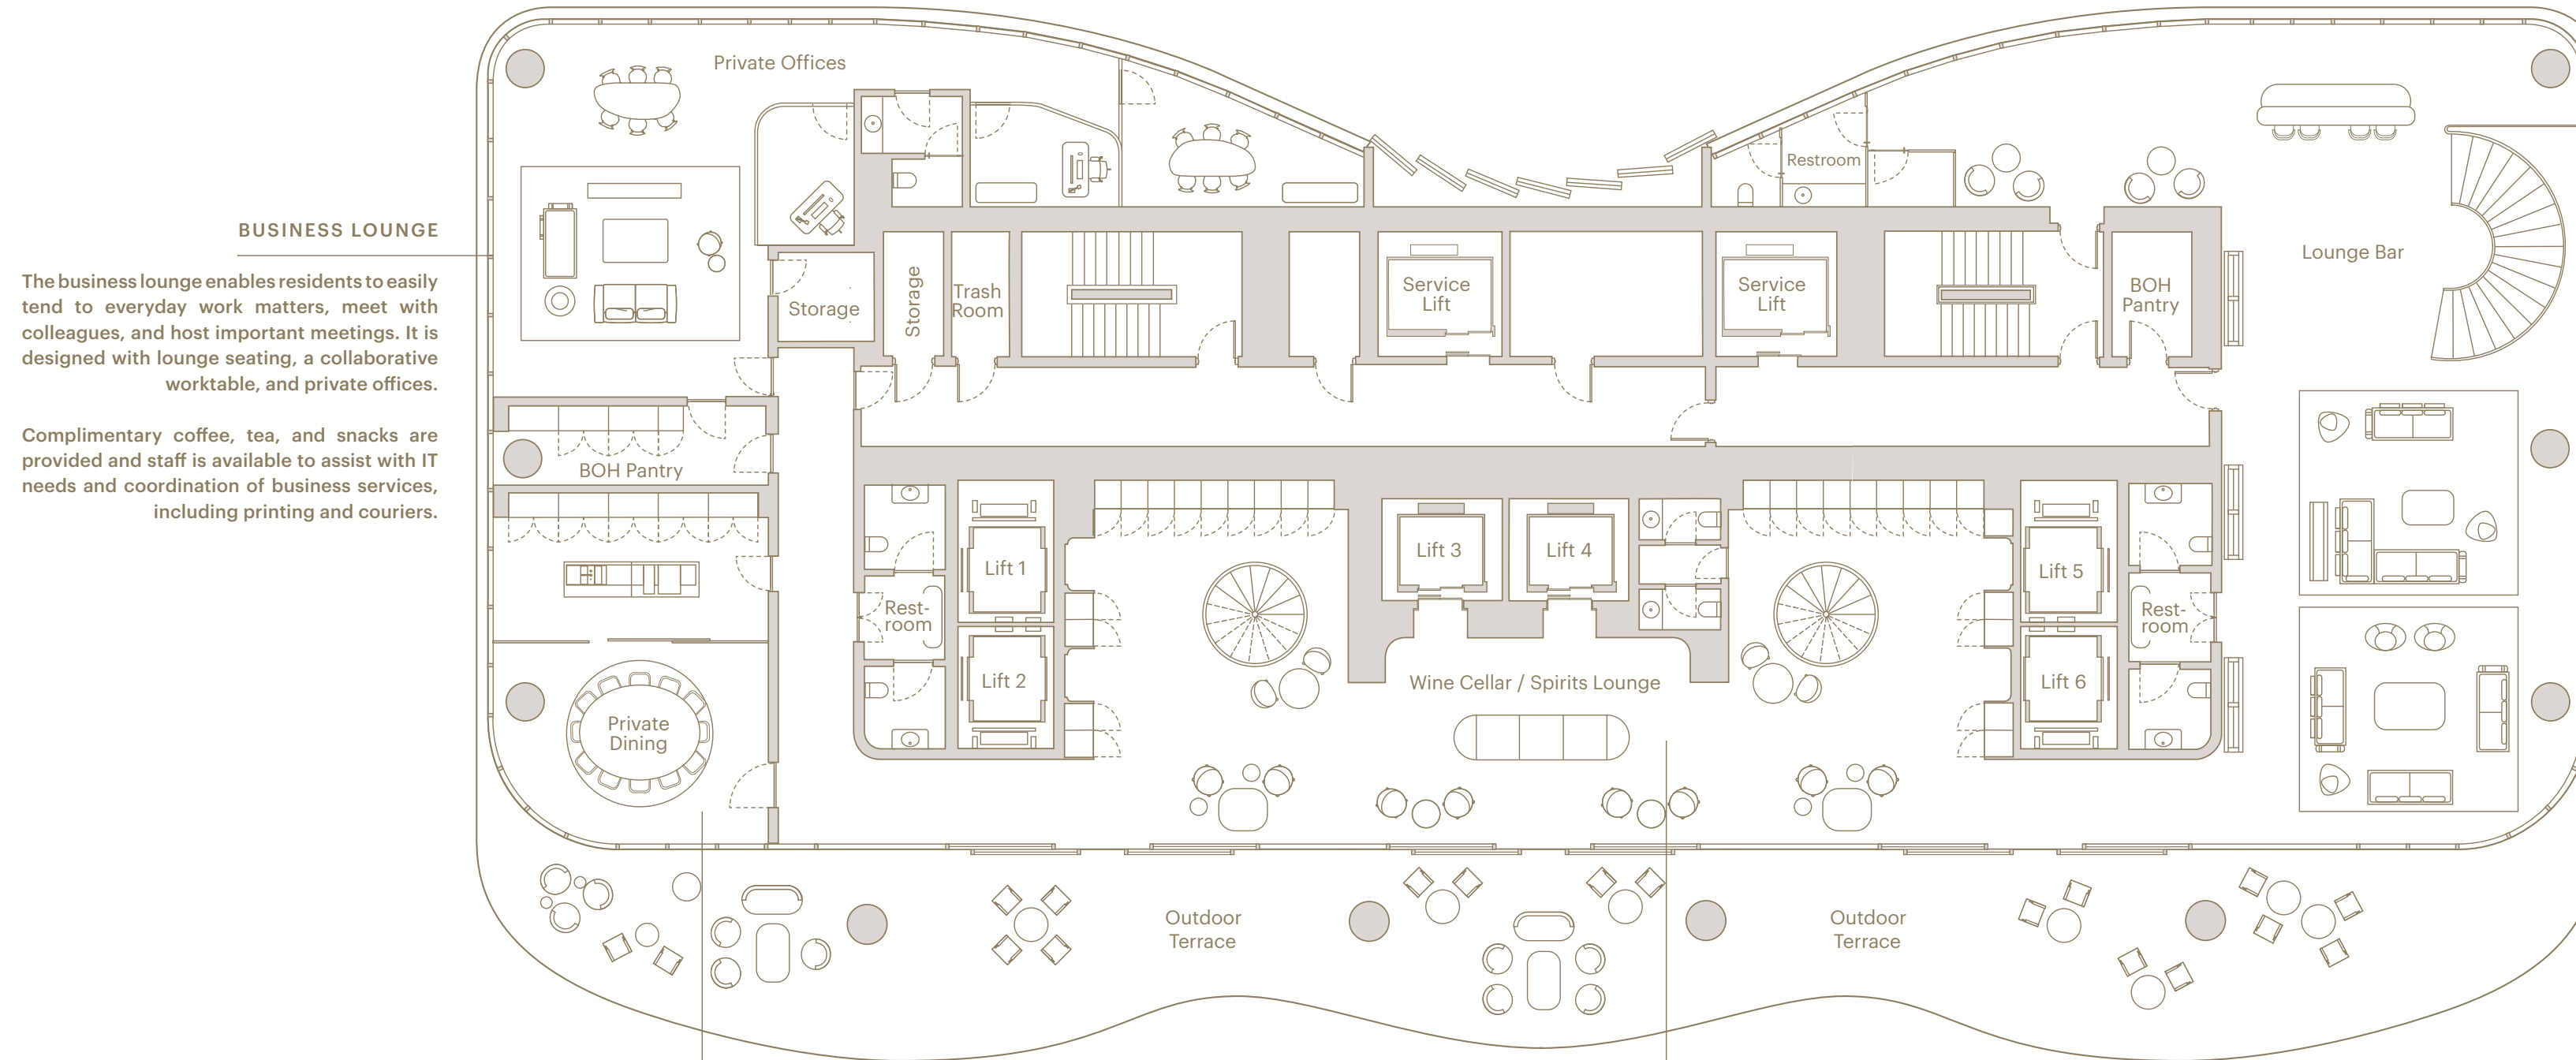 BUSINESS LOUNGE
The business lounge enables residents to easily
tend to everyday work matters, meet with
colleagues, and host important meetings. It is
designed with lounge seating, a collaborative
worktable, and private offices.
Complimentary coffee, tea, and snacks are
provided and staff is available to assist with IT
needs and coordination of business services,
including printing and couriers.
Private Offices
Restroom
Lounge Bar
Storage
Storage
Trash
Room
Service
Lift
Service
Lift
BOH
Pantry
BOH Pantry
Lift 1
Rest-
room
Lift 2
Lift 3
Lift 4
Lift 5
Rest-
room
Lift 6
Wine Cellar / Spirits Lounge
Private
Dining
Outdoor
Terrace
Outdoor
Terrace